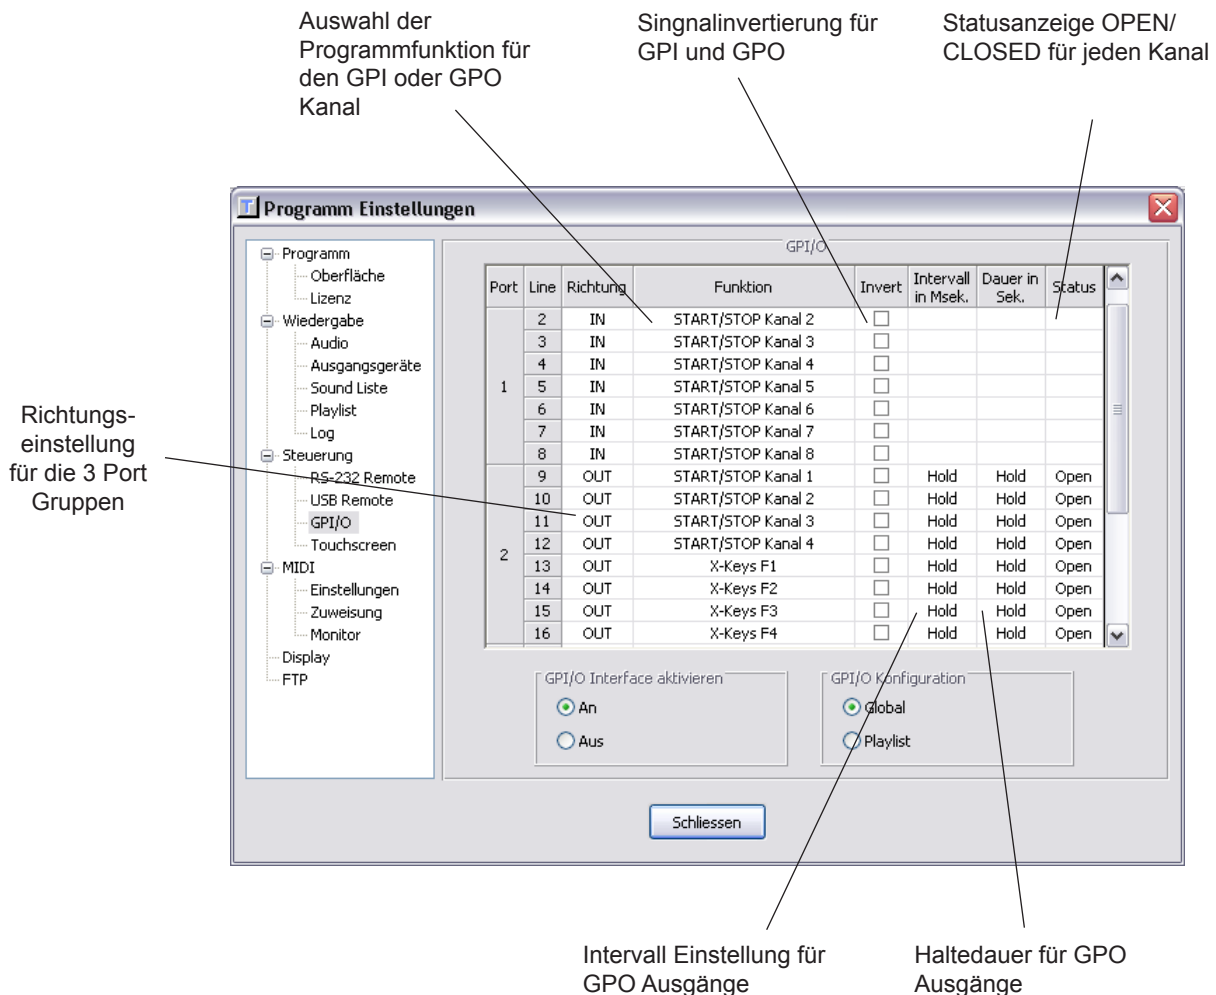 Auswahl der
Programmfunktion für
den GPI oder GPO
Kanal
Singnalinvertierung für
GPI und GPO
Statusanzeige OPEN/
CLOSED für jeden Kanal
Richtungs-
einstellung
für die 3 Port
Gruppen
Programm Einstellungen
Programm
Oberfläche
Lizenz
Wiedergabe
Audio
Ausgangsgeräte
Sound Liste
Playlist
Log
Steuerung
RS-232 Remote
USB Remote
GPI/O
Touchscreen
MIDI
Einstellungen
Zuweisung
Monitor
Display
FTP
GPI/O
Port Line Richtung Funktion Invert Intervall in Msek. Dauer in Sek. Status
1
2 IN START/STOP Kanal 2
3 IN START/STOP Kanal 3
4 IN START/STOP Kanal 4
5 IN START/STOP Kanal 5
6 IN START/STOP Kanal 6
7 IN START/STOP Kanal 7
8 IN START/STOP Kanal 8
2
9 OUT START/STOP Kanal 1 Hold Hold Open
10 OUT START/STOP Kanal 2 Hold Hold Open
11 OUT START/STOP Kanal 3 Hold Hold Open
12 OUT START/STOP Kanal 4 Hold Hold Open
13 OUT X-Keys F1 Hold Hold Open
14 OUT X-Keys F2 Hold Hold Open
15 OUT X-Keys F3 Hold Hold Open
16 OUT X-Keys F4 Hold Hold Open
GPI/O Interface aktivieren
An
Aus
GPI/O Konfiguration
Global
Playlist
Schliessen
Intervall Einstellung für
GPO Ausgänge
Haltedauer für GPO
Ausgänge